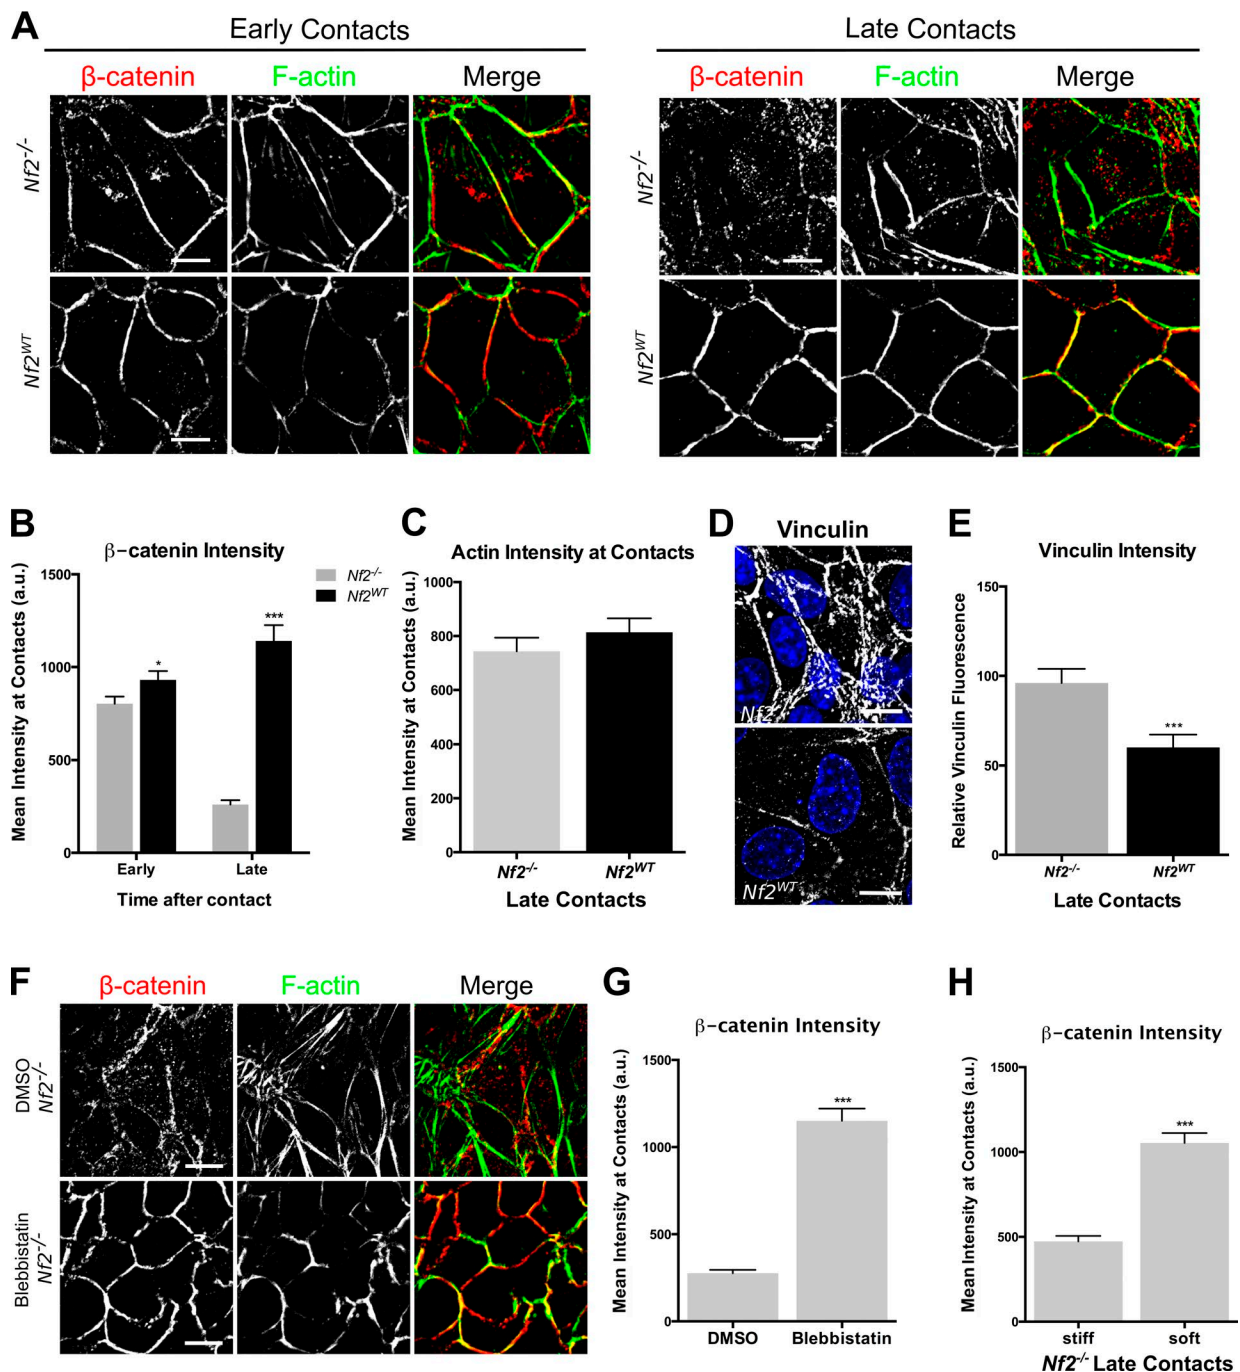 A
Early Contacts
Late Contacts
β-catenin F-actin Merge
β-catenin F-actin Merge
Nf2-/-
Nf2WT
Nf2-/-
Nf2WT
B
β-catenin Intensity
Nf2-/-
Nf2WT
Mean Intensity at Contacts (a.u.)
1500
1000
500
0
*
***
Early Late
Time after contact
C
Actin Intensity at Contacts
Mean Intensity at Contacts (a.u.)
1000
800
600
400
200
0
Nf2-/- Nf2WT
Late Contacts
D
Vinculin
Nf2
Nf2WT
E
Vinculin Intensity
Relative Vinculin Fluorescence
150
100
50
0
***
Nf2-/- Nf2WT
Late Contacts
F
β-catenin F-actin Merge
DMSO
Nf2-/-
Blebbistatin
Nf2-/-
G
β-catenin Intensity
Mean Intensity at Contacts (a.u.)
1500
1000
500
0
***
DMSO Blebbistatin
H
β-catenin Intensity
Mean Intensity at Contacts (a.u.)
1500
1000
500
0
***
stiff soft
Nf2-/- Late Contacts